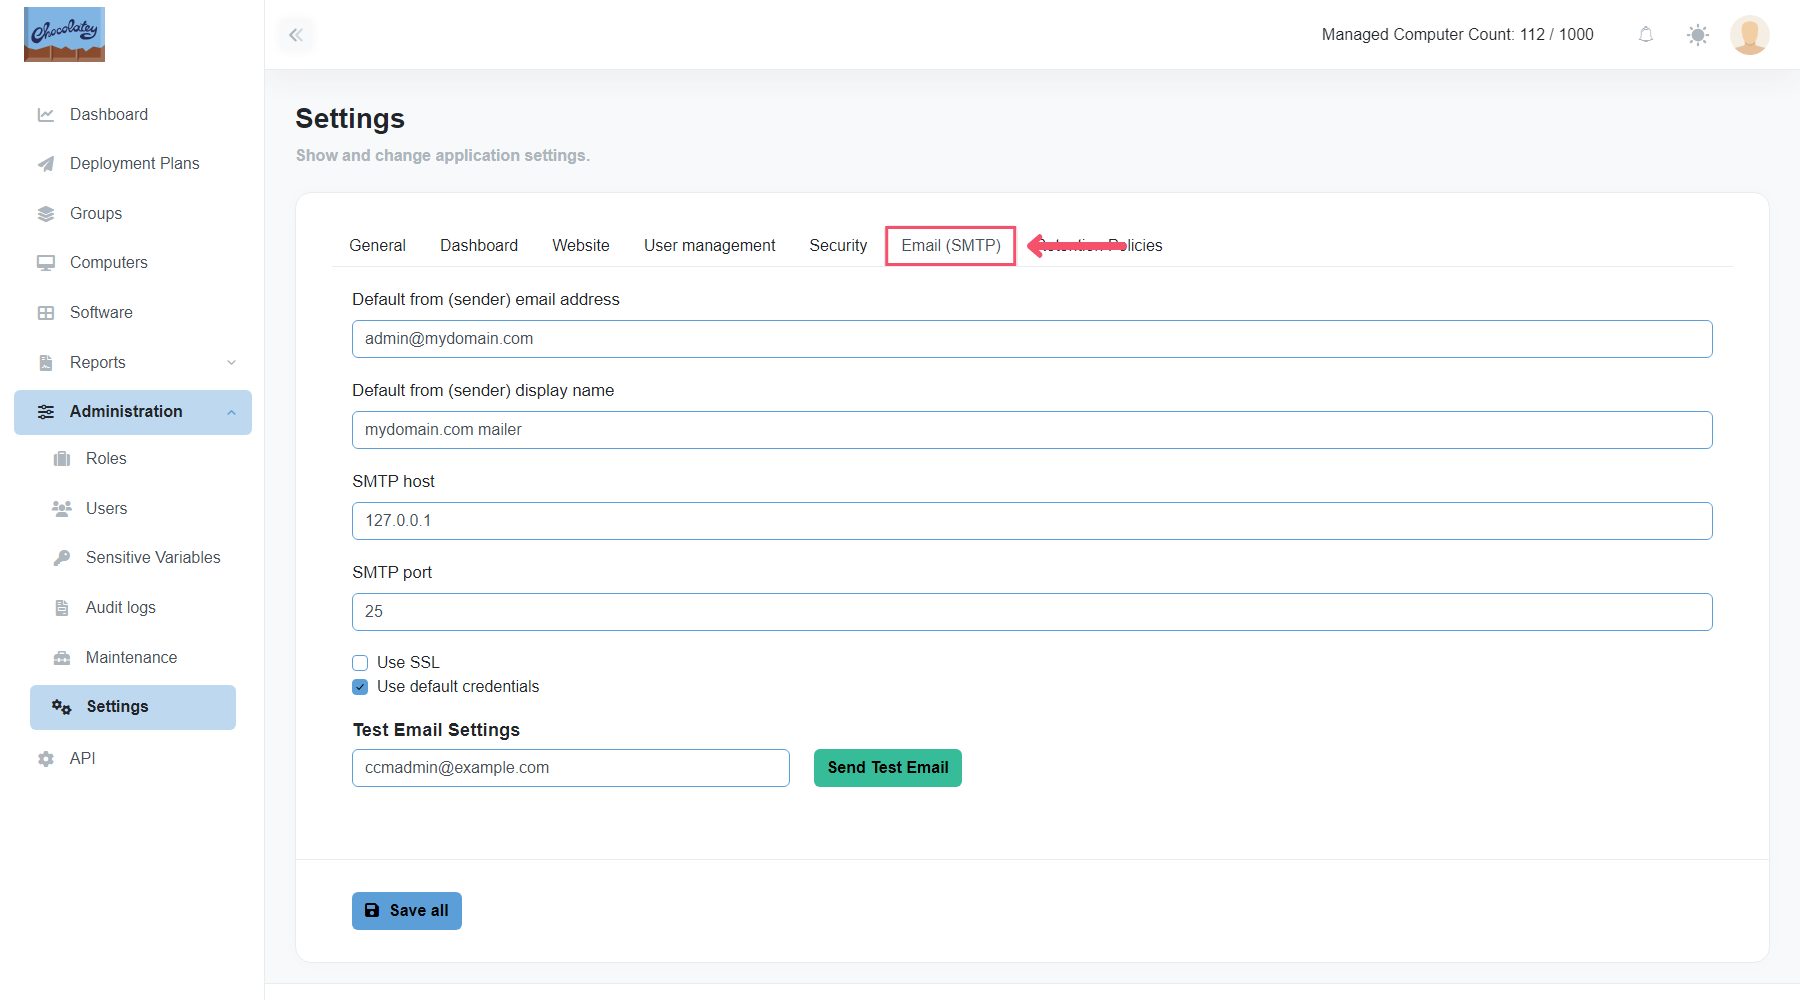 Chocolatey
Managed Computer Count: 112 / 1000
Dashboard
Deployment Plans
Groups
Computers
Software
Reports
Administration
Roles
Users
Sensitive Variables
Audit logs
Maintenance
Settings
API
Settings
Show and change application settings.
General Dashboard Website User management Security Email (SMTP) Retention Policies
Default from (sender) email address
admin@mydomain.com
Default from (sender) display name
mydomain.com mailer
SMTP host
127.0.0.1
SMTP port
25
Use SSL
Use default credentials
Test Email Settings
ccmadmin@example.com
Send Test Email
Save all